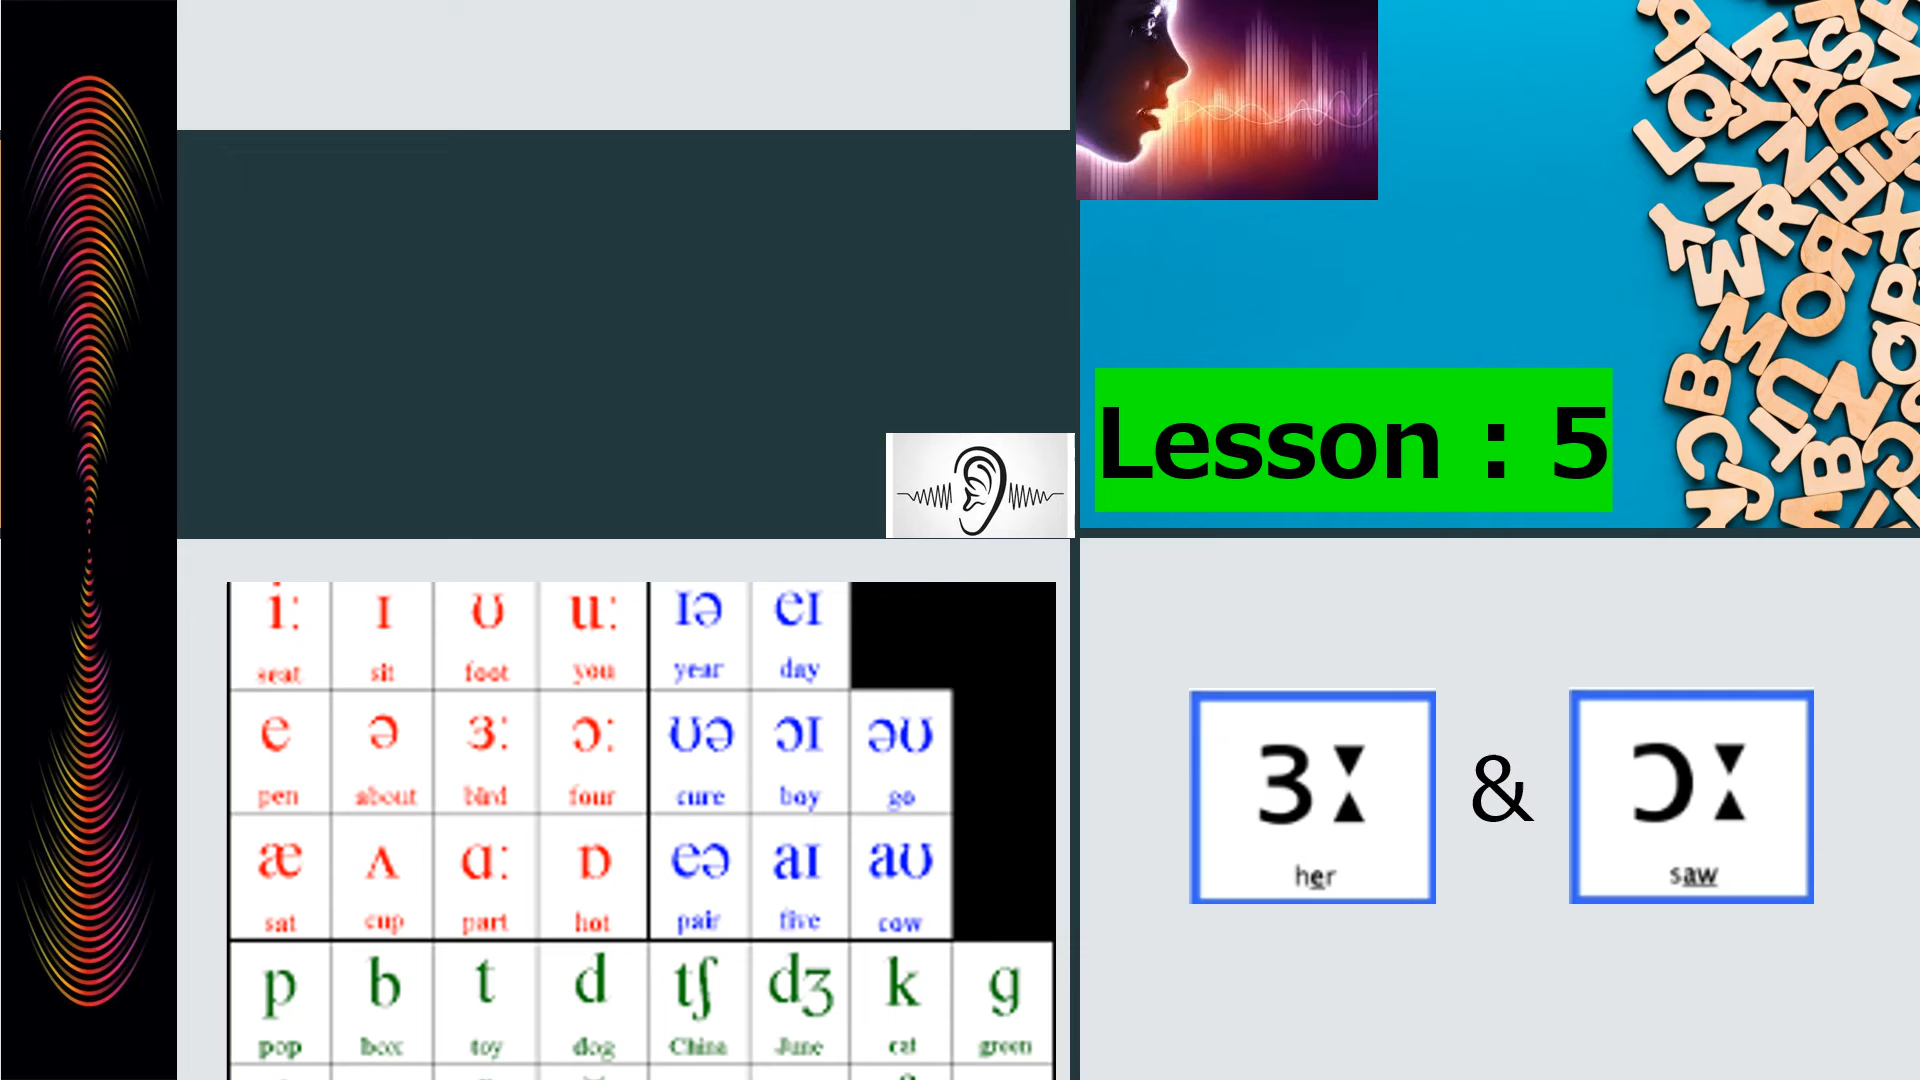 Lesson : 5
iː ɪ ʊ uː ɪə eɪ
seat sit foot you year day
e ə ɜː ɔː ʊə ɔɪ əʊ
pen about bird four cure boy go
æ ʌ ɑː ɒ eə aɪ aʊ
sat cup part hot pair five cow
p b t d tʃ dʒ k g
pop box toy dog China June cat green
ɜː & ɔː
her saw